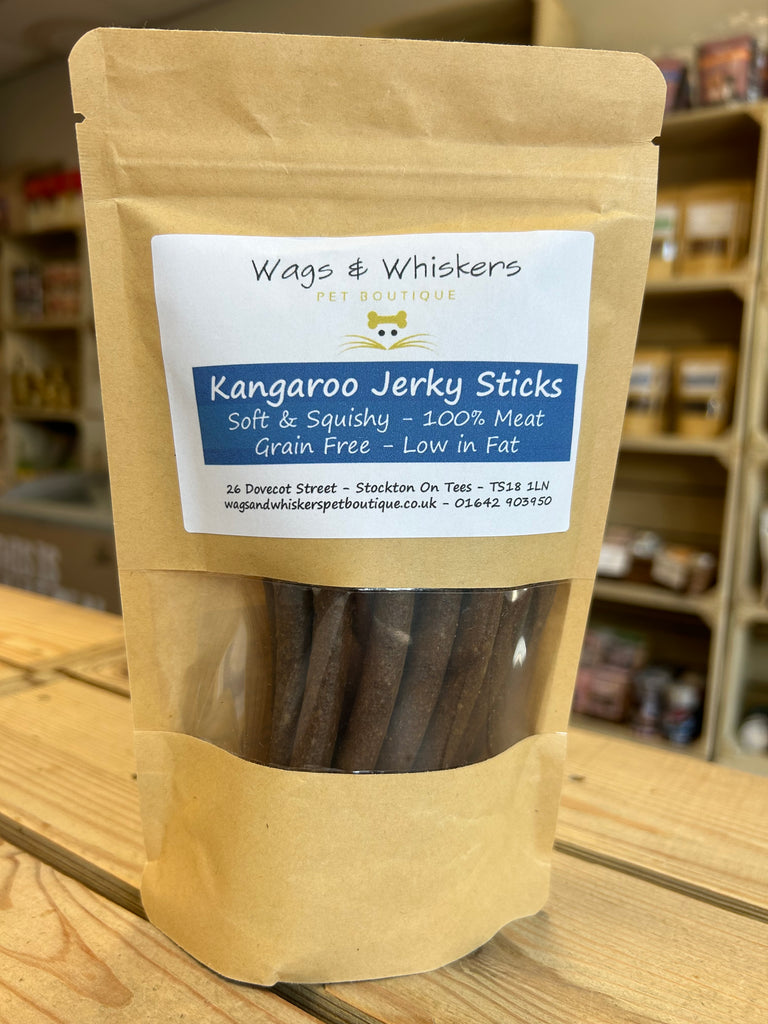 Wags & Whiskers
PET BOUTIQUE
Kangaroo Jerky Sticks
Soft & Squishy - 100% Meat
Grain Free - Low in Fat
26 Dovecot Street - Stockton On Tees - TS18 1LN
wagsandwhiskerspetboutique.co.uk - 01642 903950